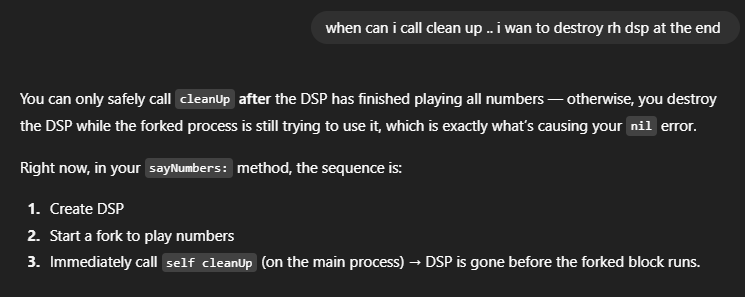 when can i call clean up .. i wan to destroy rh dsp at the end
You can only safely call cleanUp after the DSP has finished playing all numbers — otherwise, you destroy
the DSP while the forked process is still trying to use it, which is exactly what's causing your nil error.
Right now, in your sayNumbers: method, the sequence is:
1. Create DSP
2. Start a fork to play numbers
3. Immediately call self cleanUp (on the main process) → DSP is gone before the forked block runs.